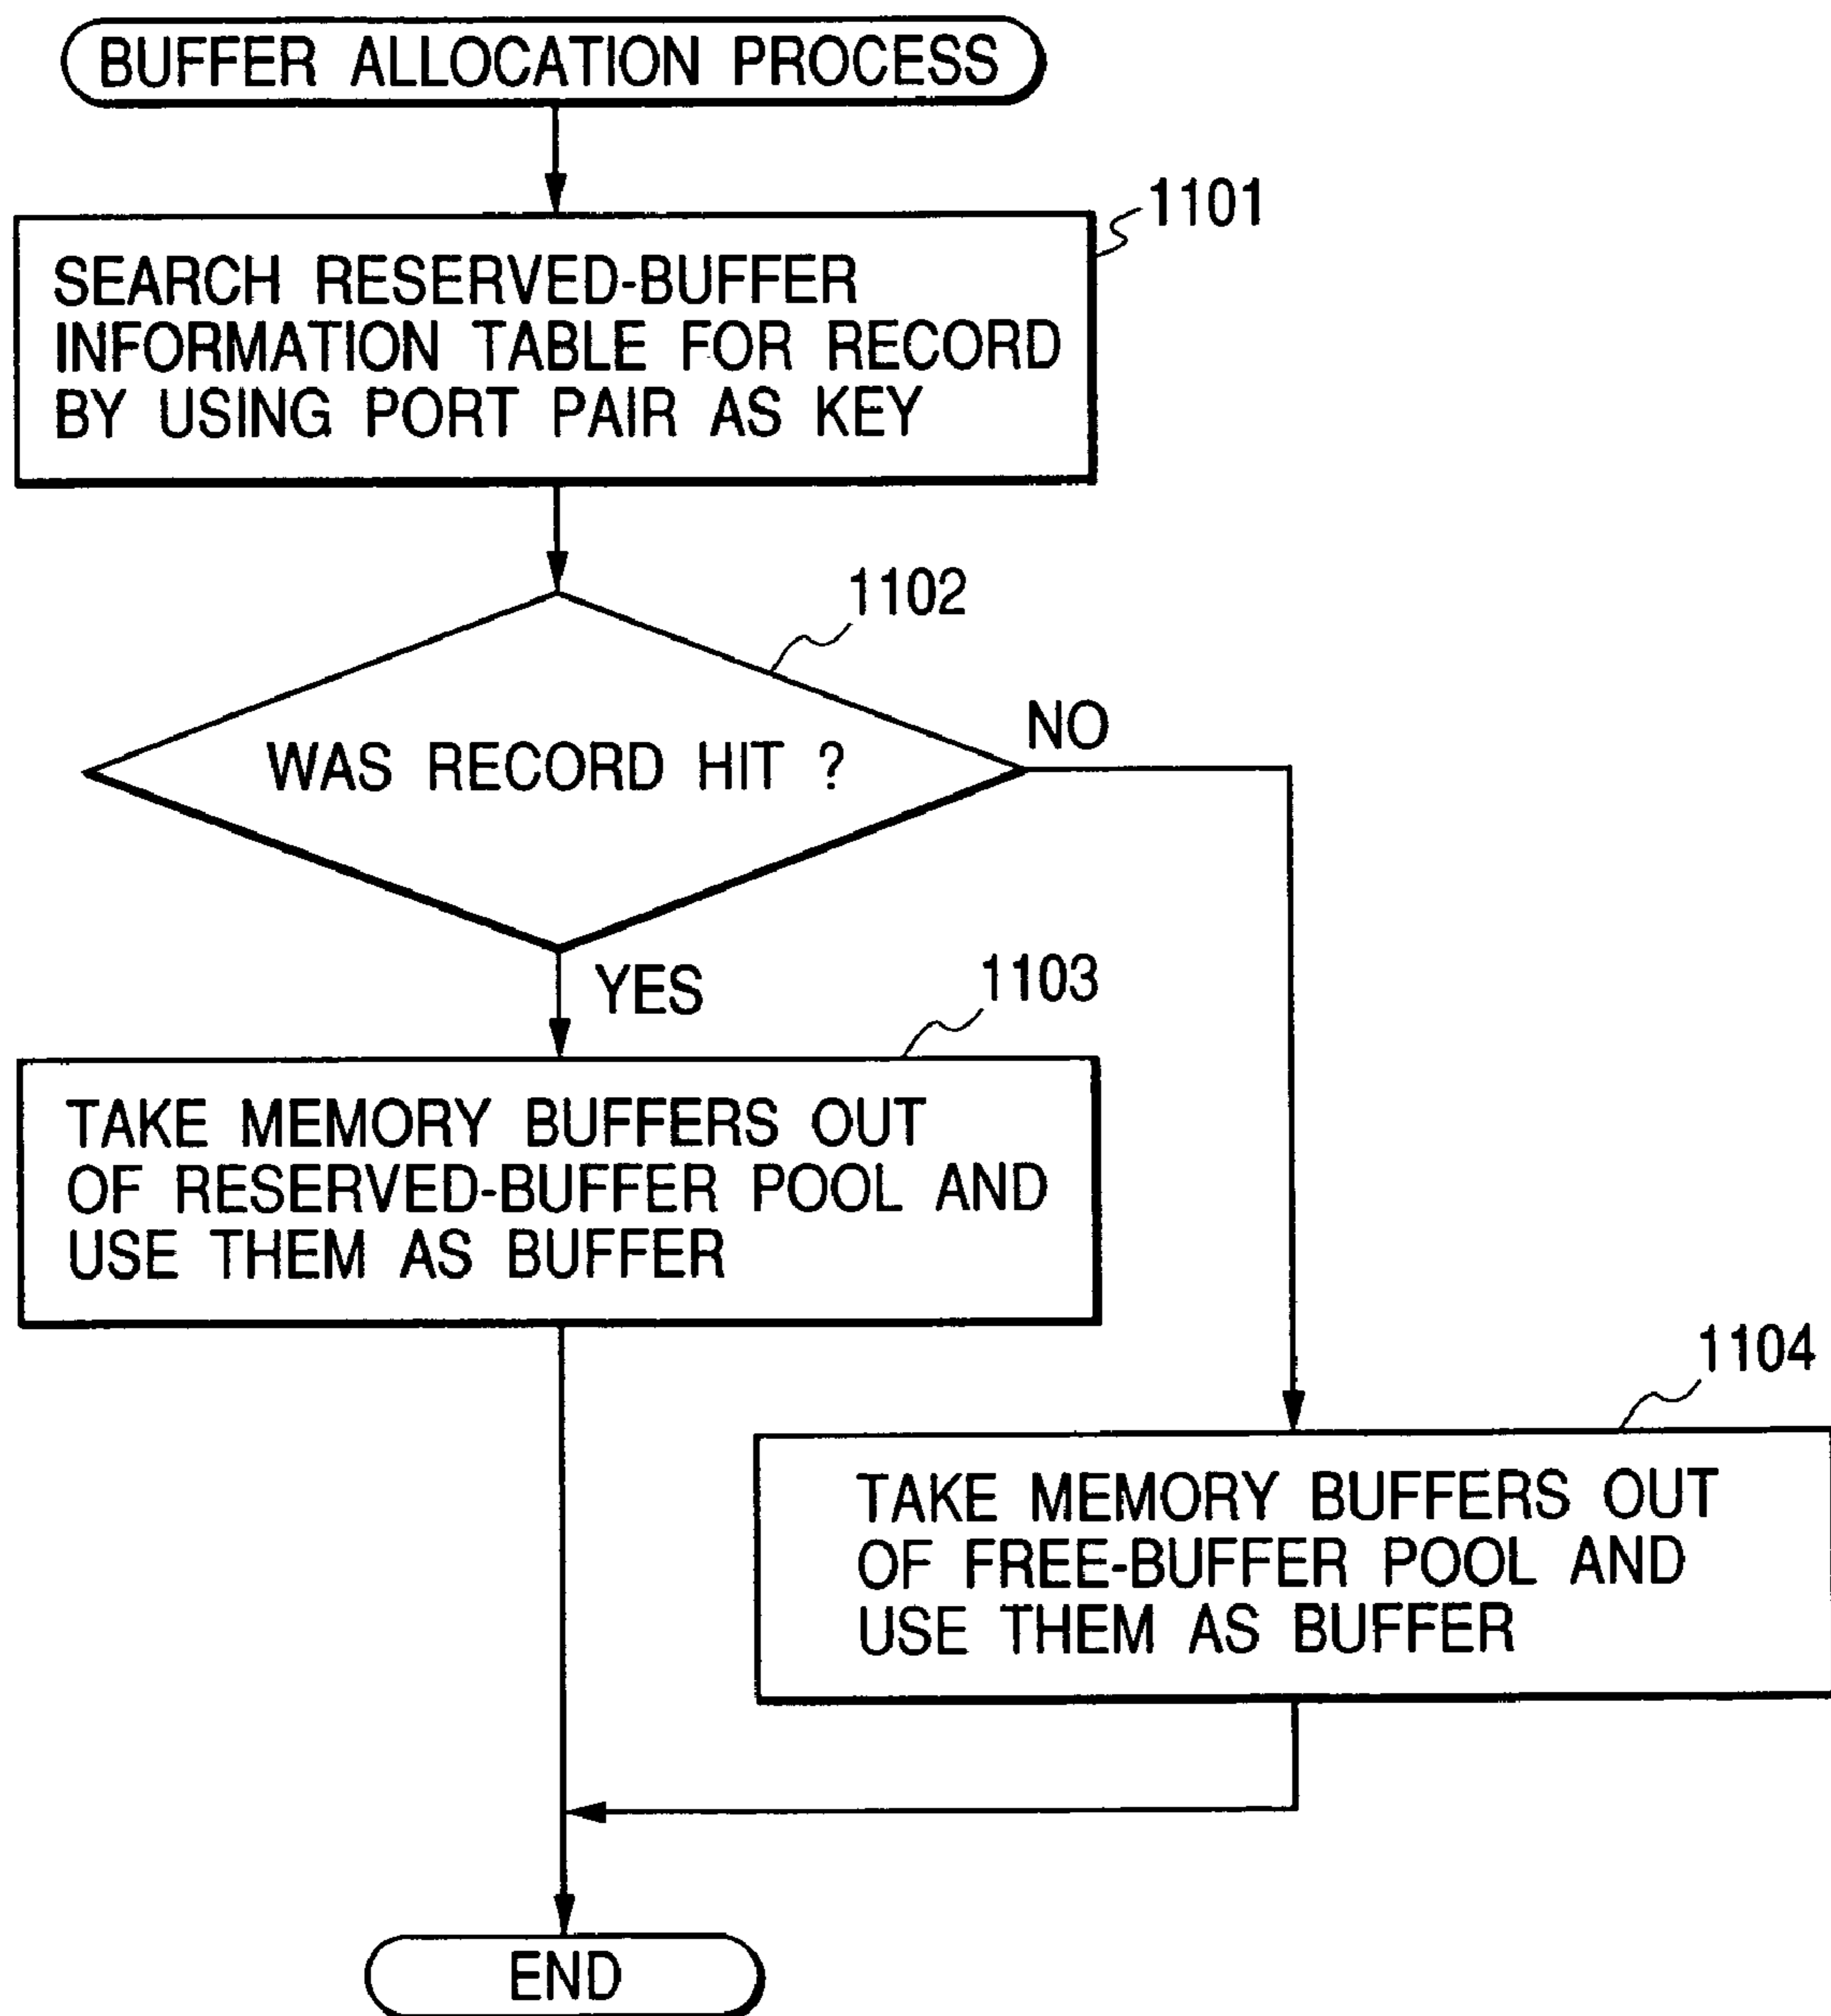 BUFFER ALLOCATION PROCESS
1101
SEARCH RESERVED-BUFFER
INFORMATION TABLE FOR RECORD
BY USING PORT PAIR AS KEY
1102
WAS RECORD HIT ?
NO
YES
1103
TAKE MEMORY BUFFERS OUT
OF RESERVED-BUFFER POOL AND
USE THEM AS BUFFER
1104
TAKE MEMORY BUFFERS OUT
OF FREE-BUFFER POOL AND
USE THEM AS BUFFER
END